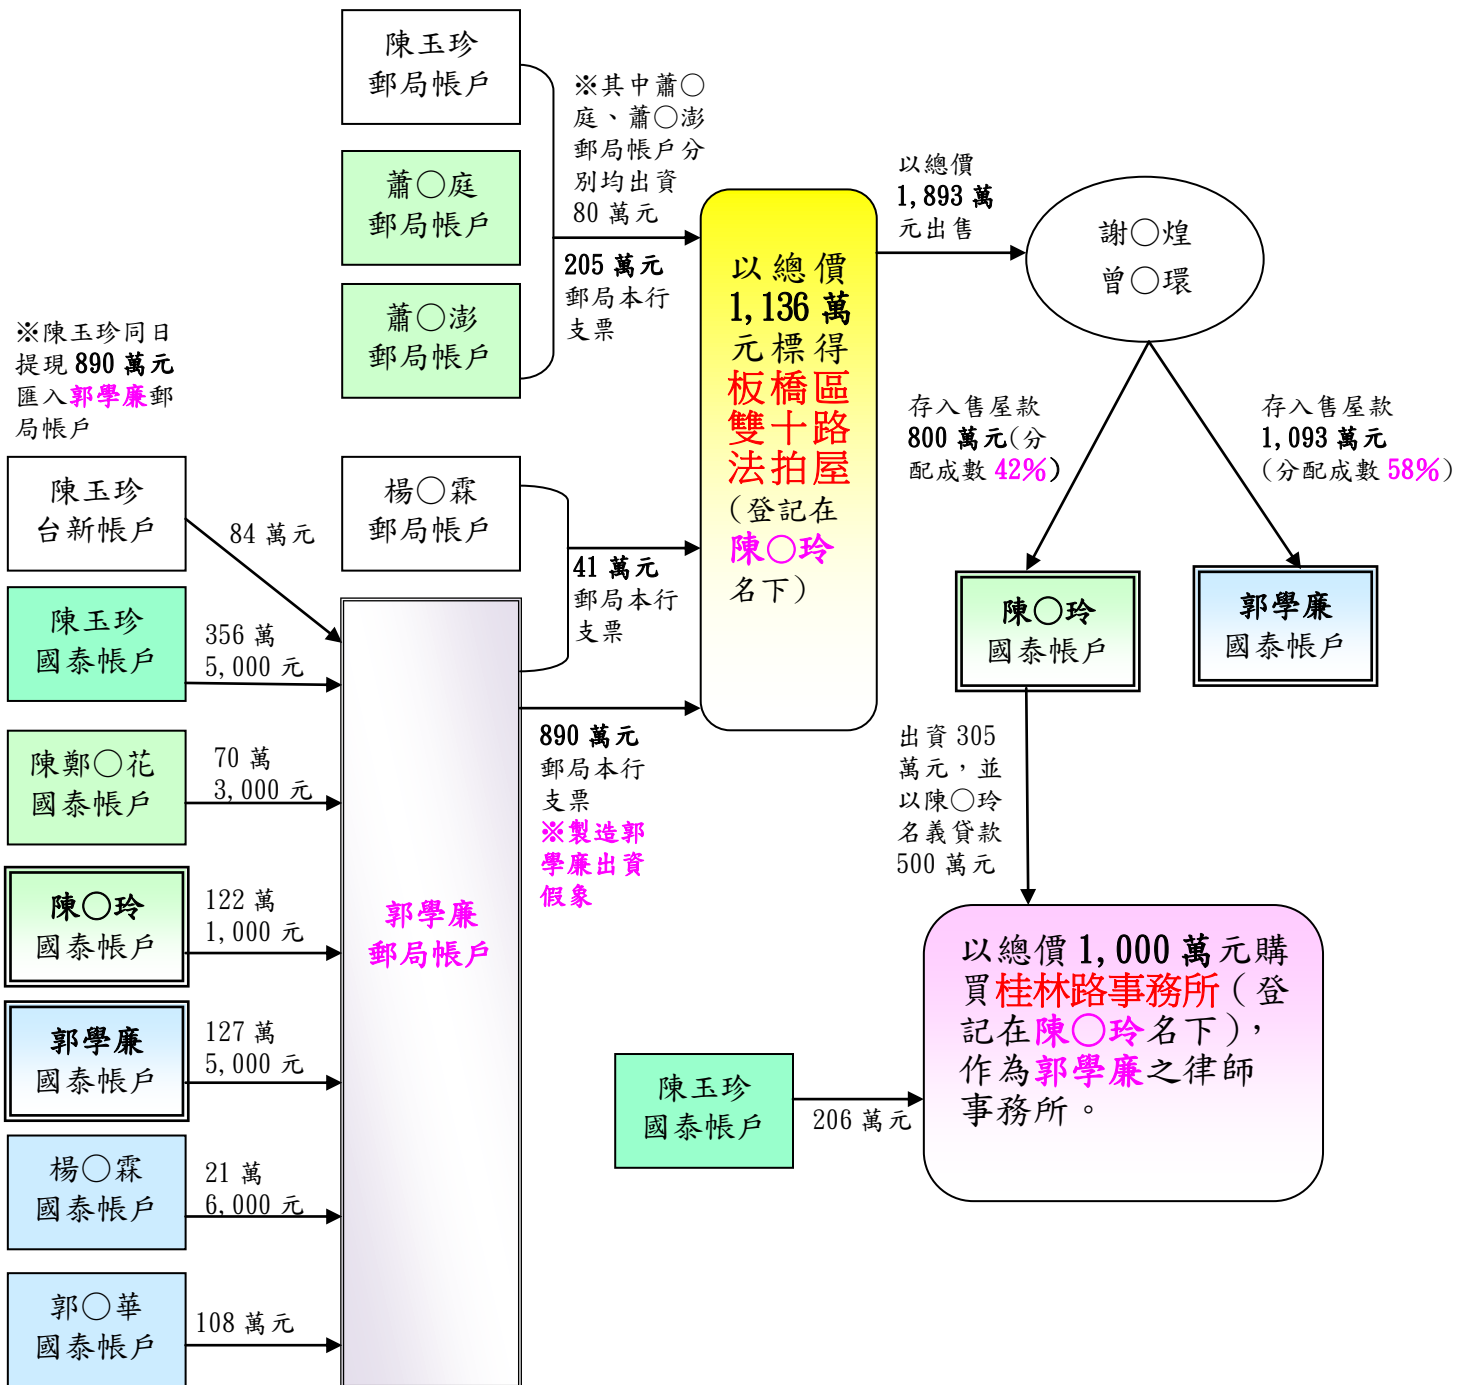 陳玉珍
郵局帳戶
蕭○庭
郵局帳戶
蕭○澎
郵局帳戶
※其中蕭○
庭、蕭○澎
郵局帳戶分
別均出資
80 萬元
205 萬元
郵局本行
支票
以總價
1,136 萬
元標得
板橋區
雙十路
法拍屋
（登記在
陳○玲
名下）
以總價
1,893 萬
元出售
謝○煌
曾○環
存入售屋款
800 萬元(分
配成數 42%)
存入售屋款
1,093 萬元
(分配成數 58%)
陳○玲
國泰帳戶
郭學廉
國泰帳戶
※陳玉珍同日
提現 890 萬元
匯入郭學廉郵
局帳戶
陳玉珍
台新帳戶
84 萬元
陳玉珍
國泰帳戶
356 萬
5,000 元
陳鄭○花
國泰帳戶
70 萬
3,000 元
陳○玲
國泰帳戶
122 萬
1,000 元
郭學廉
國泰帳戶
127 萬
5,000 元
楊○霖
國泰帳戶
21 萬
6,000 元
郭○華
國泰帳戶
108 萬元
楊○霖
郵局帳戶
41 萬元
郵局本行
支票
郭學廉
郵局帳戶
890 萬元
郵局本行
支票
※製造郭
學廉出資
假象
出資 305
萬元，並
以陳○玲
名義貸款
500 萬元
陳玉珍
國泰帳戶
206 萬元
以總價 1,000 萬元購
買桂林路事務所（登
記在陳○玲名下），
作為郭學廉之律師
事務所。